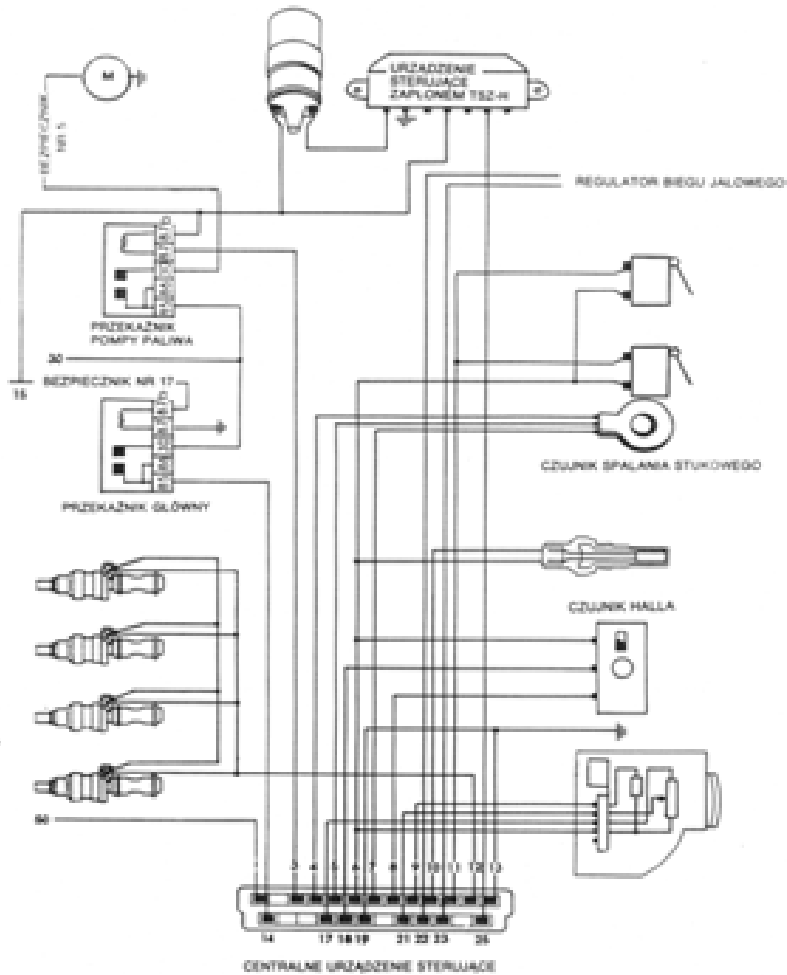 URZĄDZENIE
STERUJĄCE
ZAPŁONEM TSZ-H
M
REGULATOR BIEGU JAŁOWEGO
PRZEKAŹNIK
POMPY PALIWA
30
15
BEZPIECZNIK NR 17
PRZEKAŹNIK GŁÓWNY
CZUJNIK SPALANIA STUKOWEGO
CZUJNIK HALLA
1 3 4 5 6 7 8 9 10 11 12 13
14 17 18 19 21 22 23 25
CENTRALNE URZĄDZENIE STERUJĄCE